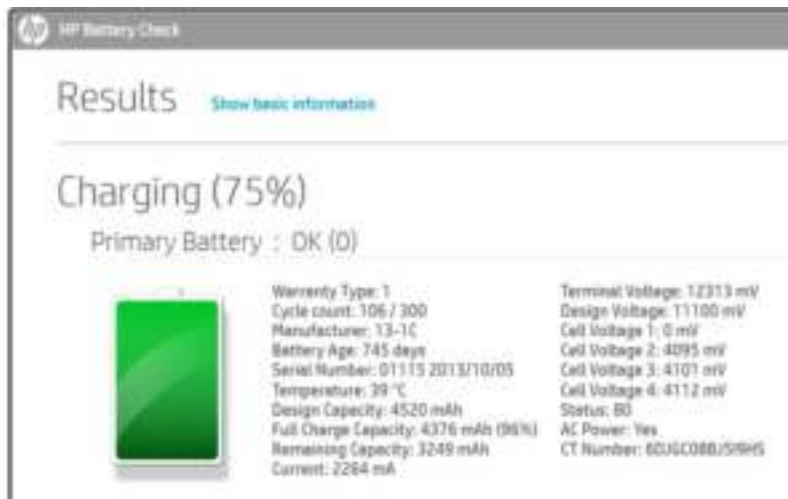 hp HP Battery Check
Results Show basic information
Charging (75%)
Primary Battery : OK (0)
Warrenty Type: 1
Cycle count: 106 / 300
Manufacturer: 13-1C
Battery Age: 745 days
Serial Number: 01115 2013/10/05
Temperature: 39 °C
Design Capacity: 4520 mAh
Full Charge Capacity: 4376 mAh (96%)
Remaining Capacity: 3249 mAh
Current: 2264 mA
Terminal Voltage: 12313 mV
Design Voltage: 11100 mV
Cell Voltage 1: 0 mV
Cell Voltage 2: 4095 mV
Cell Voltage 3: 4101 mV
Cell Voltage 4: 4112 mV
Status: 80
AC Power: Yes
CT Number: